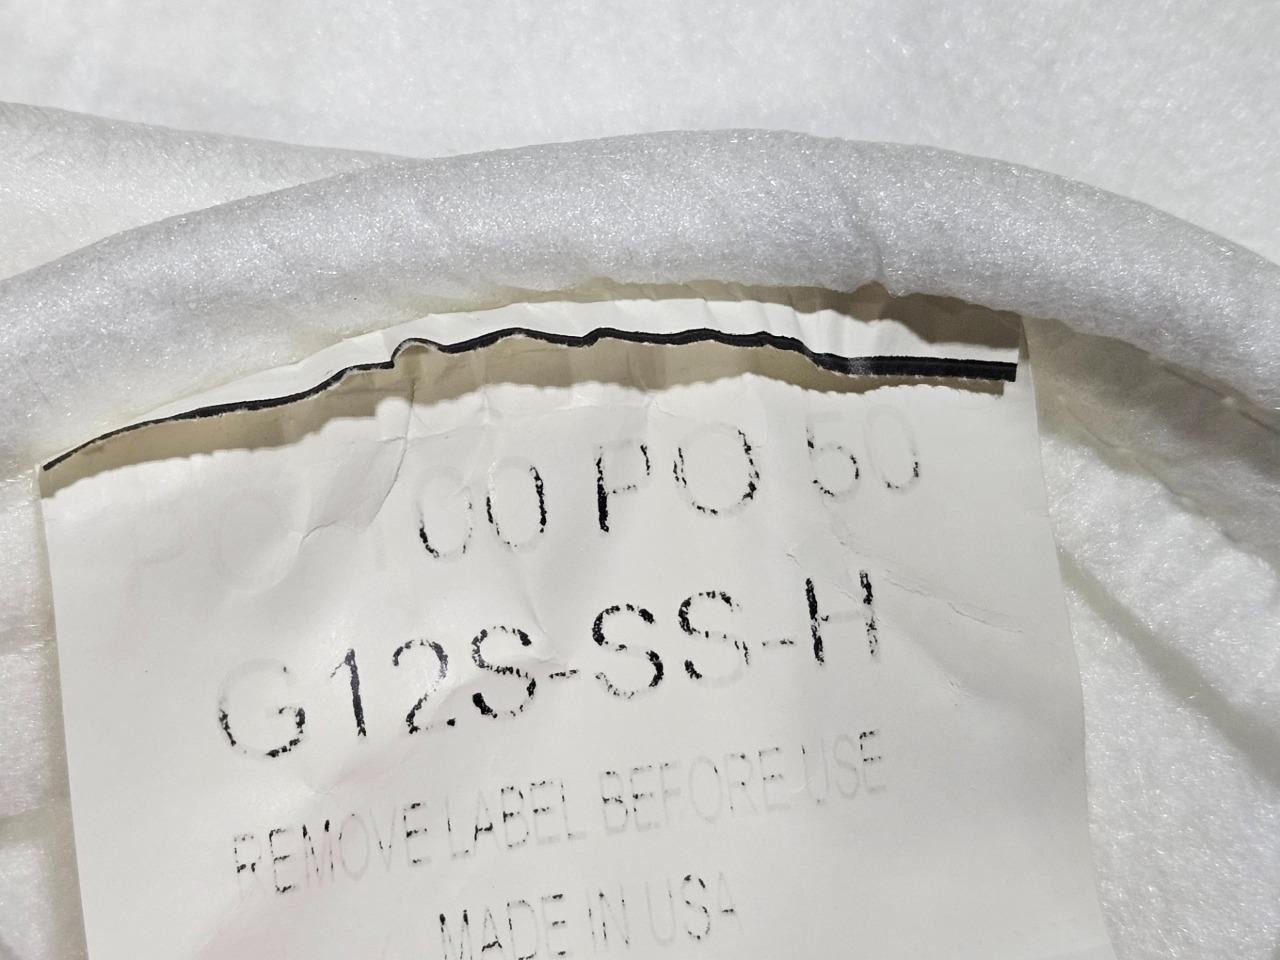 100 PO 50
G12S-SS-H
REMOVE LABEL BEFORE USE
MADE IN USA